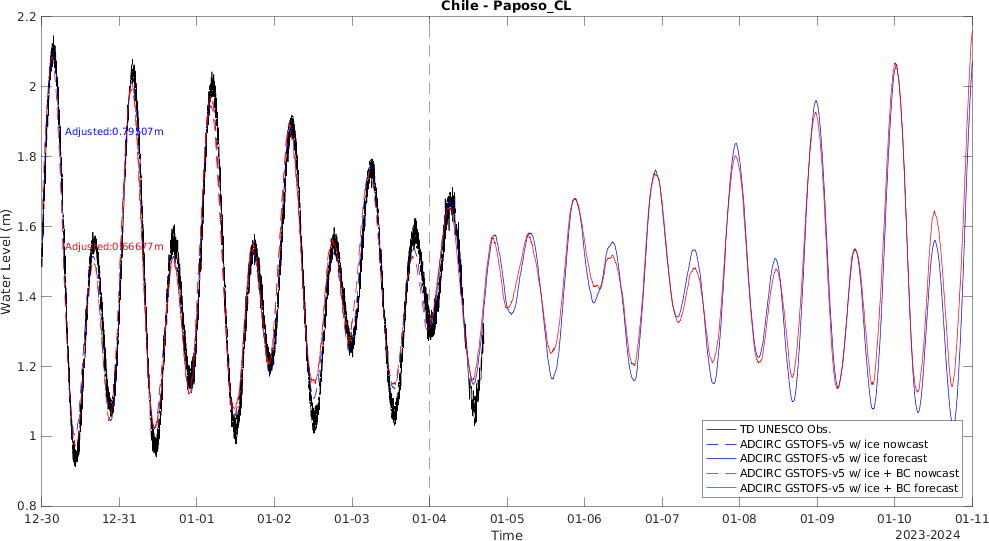 Chile - Paposo_CL
2.2
2
1.8
1.6
1.4
1.2
1
0.8
Water Level (m)
Adjusted:0.79507m
Adjusted:0.66677m
TD UNESCO Obs.
ADCIRC GSTOFS-v5 w/ ice nowcast
ADCIRC GSTOFS-v5 w/ ice forecast
ADCIRC GSTOFS-v5 w/ ice + BC nowcast
ADCIRC GSTOFS-v5 w/ ice + BC forecast
12-30 12-31 01-01 01-02 01-03 01-04 01-05 01-06 01-07 01-08 01-09 01-10 01-11
Time
2023-2024